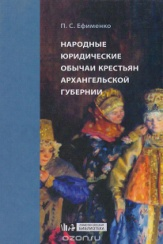 П. С. Ефименко
НАРОДНЫЕ
ЮРИДИЧЕСКИЕ
ОБЫЧАИ КРЕСТЬЯН
АРХАНГЕЛЬСКОЙ
ГУБЕРНИИ